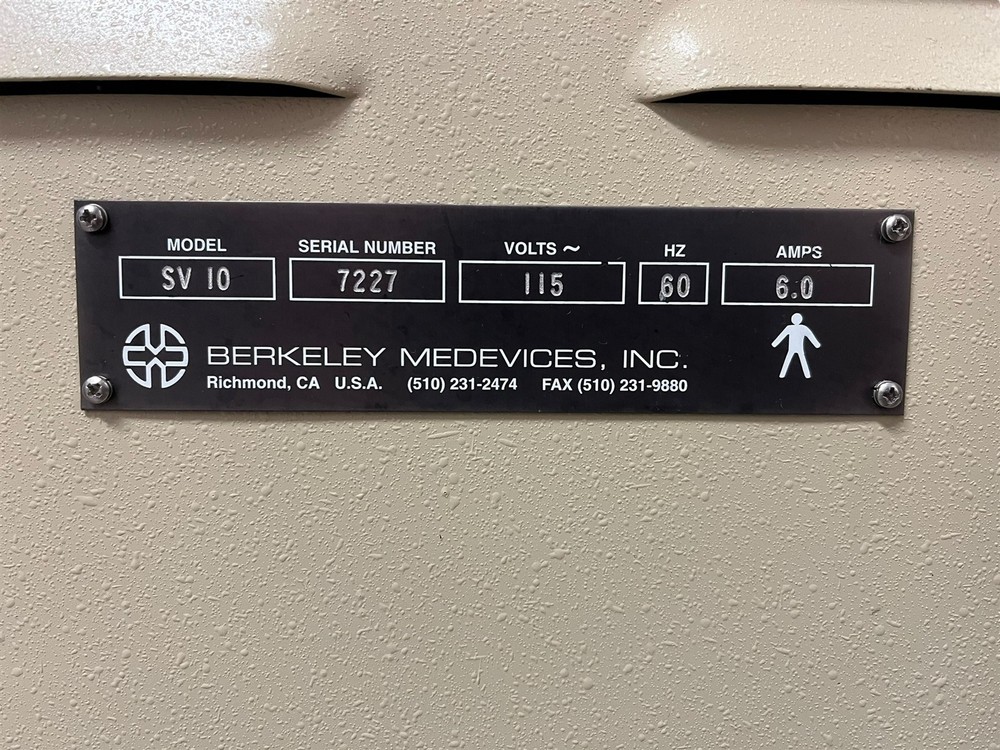 MODEL SERIAL NUMBER VOLTS ~ HZ AMPS
SV 10 7227 115 60 6.0
BERKELEY MEDEVICES, INC.
Richmond, CA U.S.A. (510) 231-2474 FAX (510) 231-9880